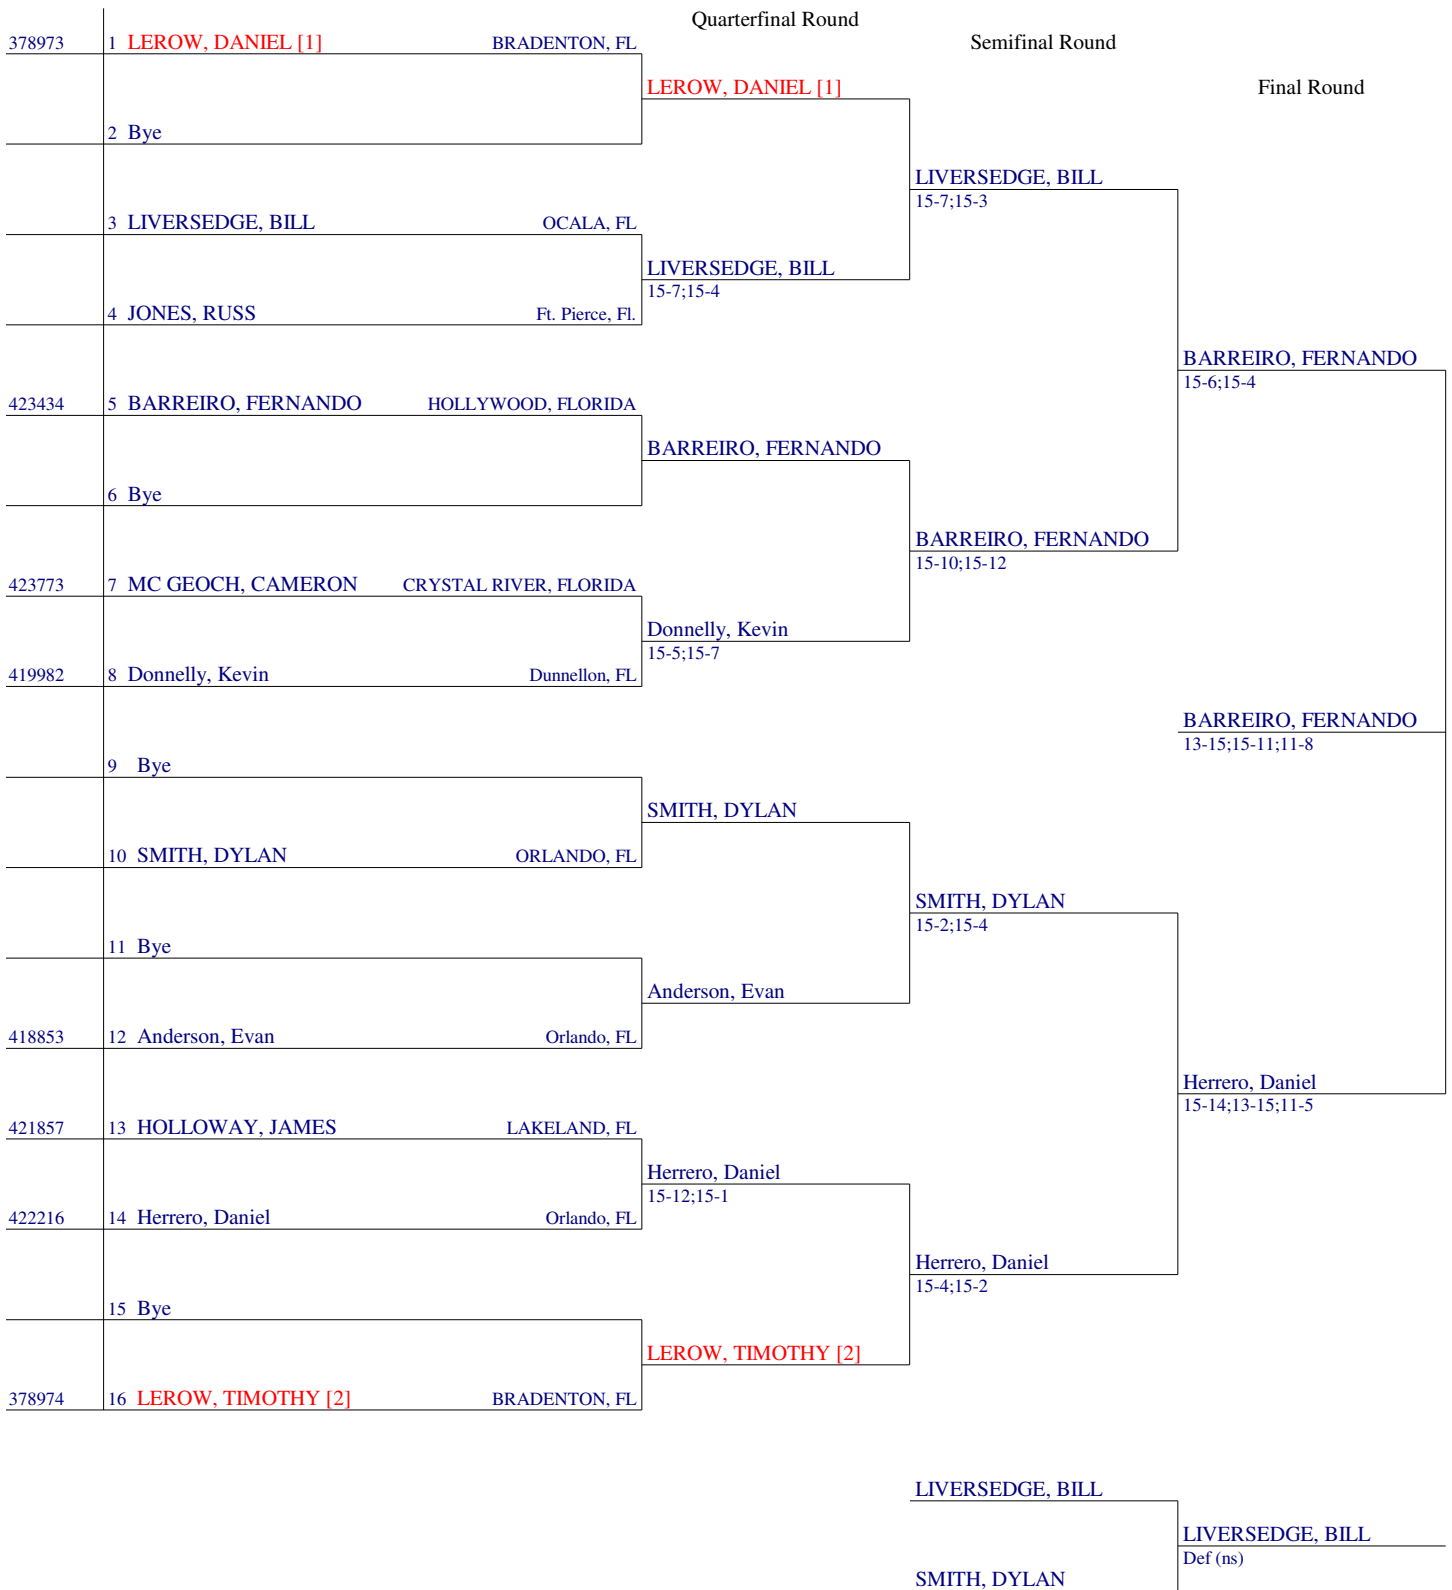 Quarterfinal Round
Semifinal Round
Final Round
378973 1 LEROW, DANIEL [1] BRADENTON, FL
LEROW, DANIEL [1]
2 Bye
LIVERSEDGE, BILL
15-7;15-3
3 LIVERSEDGE, BILL OCALA, FL
LIVERSEDGE, BILL
15-7;15-4
4 JONES, RUSS Ft. Pierce, Fl.
BARREIRO, FERNANDO
15-6;15-4
423434 5 BARREIRO, FERNANDO HOLLYWOOD, FLORIDA
BARREIRO, FERNANDO
6 Bye
BARREIRO, FERNANDO
15-10;15-12
423773 7 MC GEOCH, CAMERON CRYSTAL RIVER, FLORIDA
Donnelly, Kevin
15-5;15-7
419982 8 Donnelly, Kevin Dunnellon, FL
BARREIRO, FERNANDO
13-15;15-11;11-8
9 Bye
SMITH, DYLAN
10 SMITH, DYLAN ORLANDO, FL
SMITH, DYLAN
15-2;15-4
11 Bye
Anderson, Evan
418853 12 Anderson, Evan Orlando, FL
Herrero, Daniel
15-14;13-15;11-5
421857 13 HOLLOWAY, JAMES LAKELAND, FL
Herrero, Daniel
15-12;15-1
422216 14 Herrero, Daniel Orlando, FL
Herrero, Daniel
15-4;15-2
15 Bye
LEROW, TIMOTHY [2]
378974 16 LEROW, TIMOTHY [2] BRADENTON, FL
LIVERSEDGE, BILL
LIVERSEDGE, BILL
Def (ns)
SMITH, DYLAN